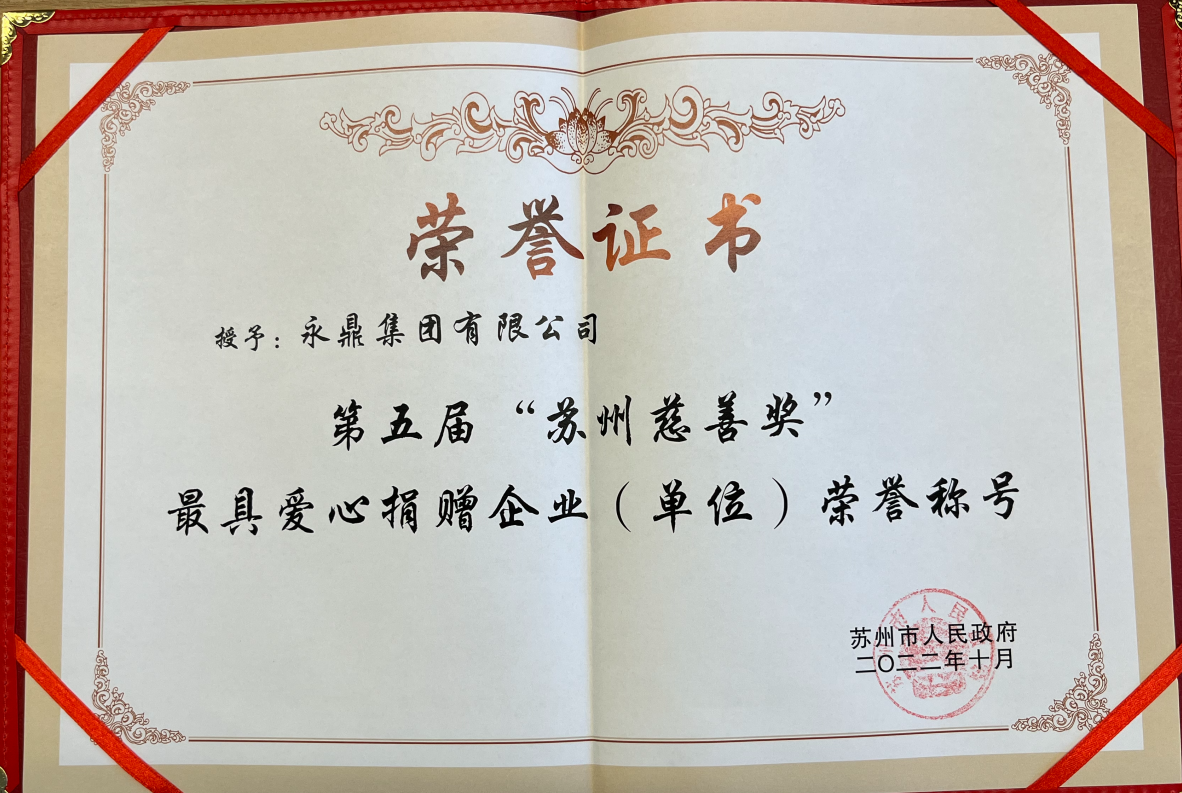 荣誉证书
授予：永鼎集团有限公司
第五届“苏州慈善奖”
最具爱心捐赠企业（单位）荣誉称号
苏州市人民政府
二〇二二年十月